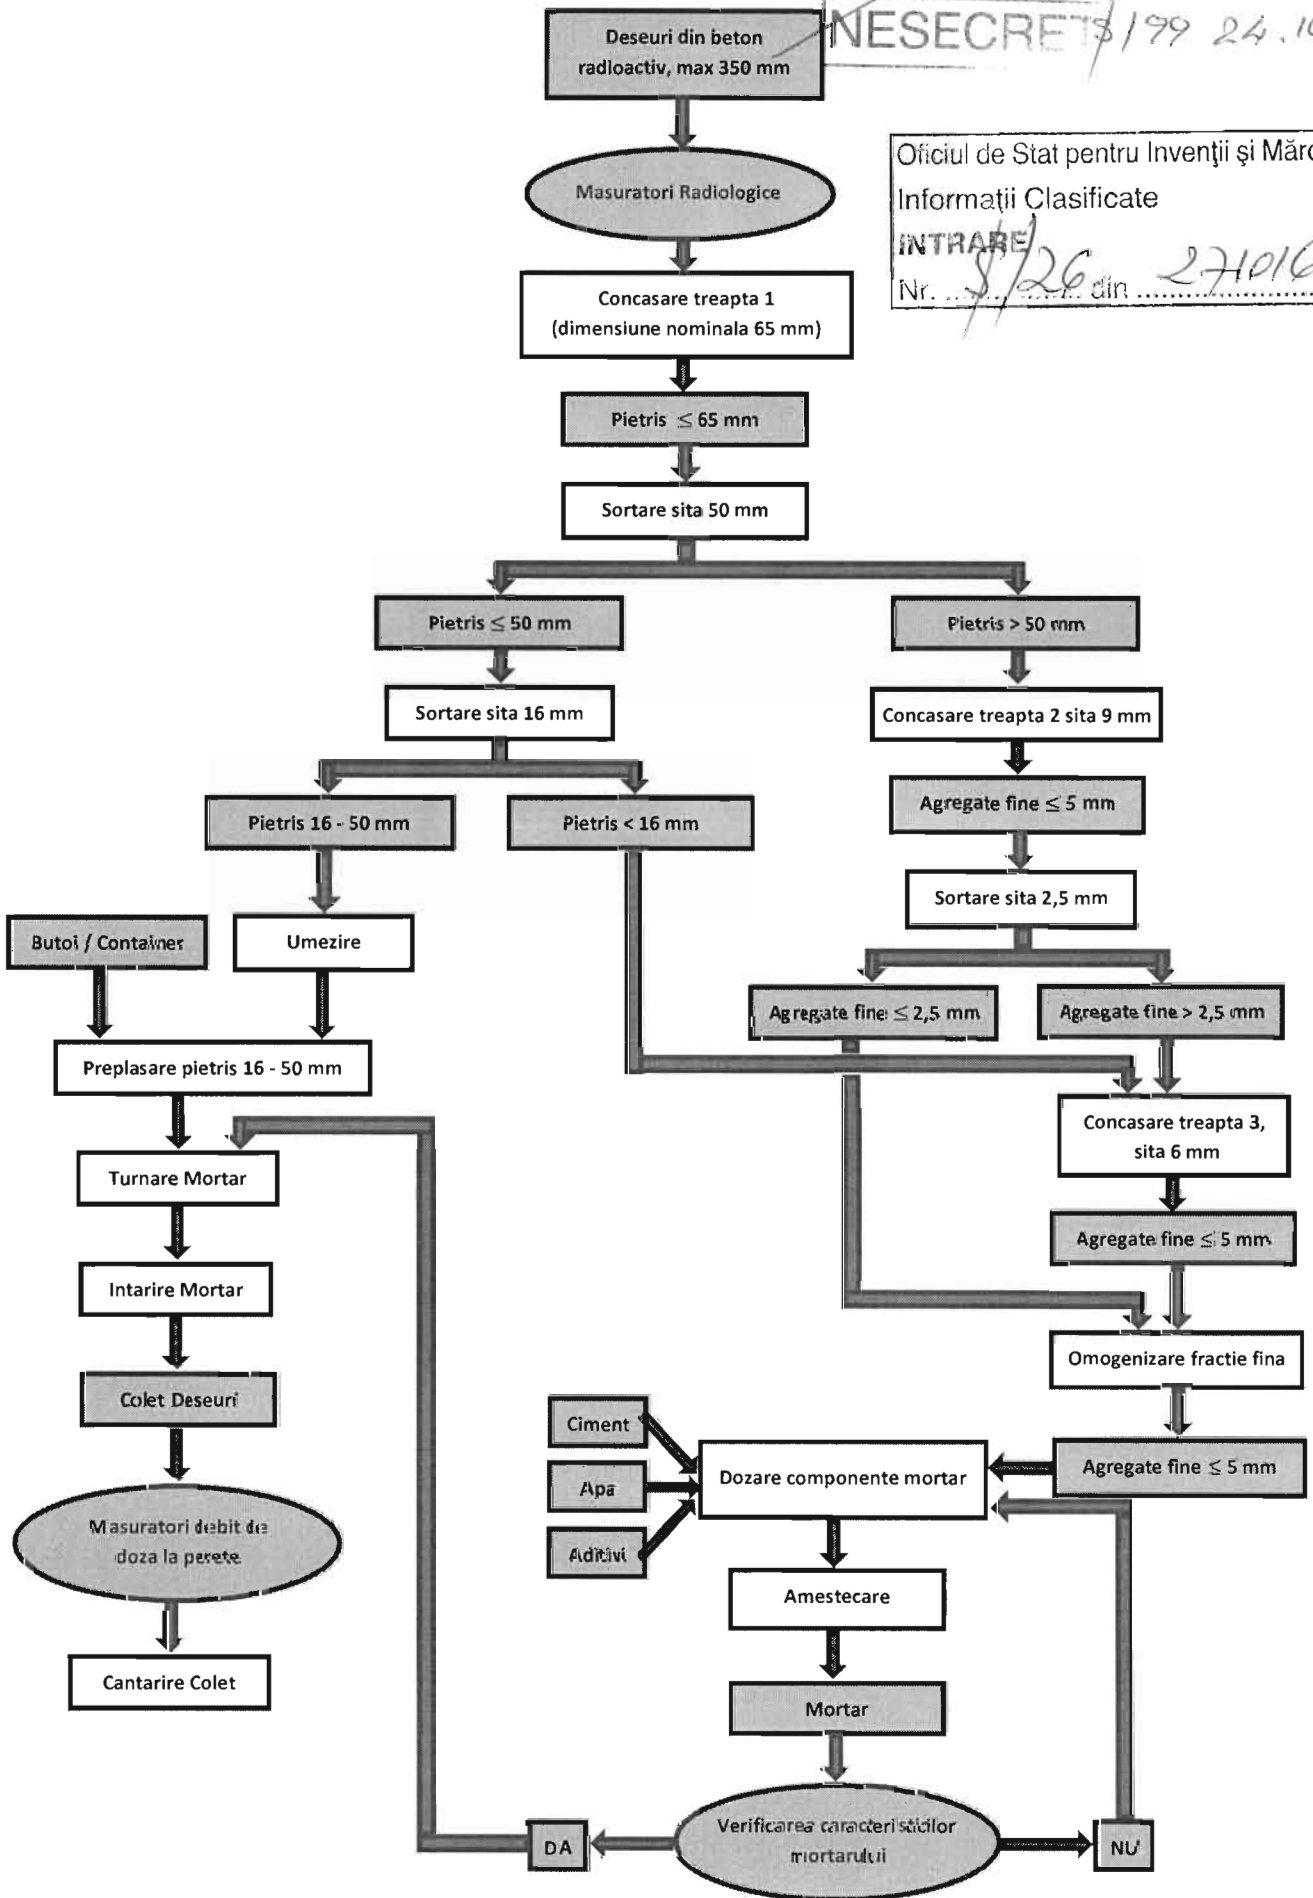 Deseuri din beton
radioactiv, max 350 mm
NESECRET
S/199 24.10
Oficiul de Stat pentru Invenţii şi Mărc
Informaţii Clasificate
INTRARE
Nr. S/26 din 271016
Masuratori Radiologice
Concasare treapta 1
(dimensiune nominala 65 mm)
Pietris ≤ 65 mm
Sortare sita 50 mm
Pietris ≤ 50 mm
Pietris > 50 mm
Sortare sita 16 mm
Concasare treapta 2 sita 9 mm
Pietris 16 - 50 mm
Pietris < 16 mm
Agregate fine ≤ 5 mm
Sortare sita 2,5 mm
Butoi / Container
Umezire
Agregate fine ≤ 2,5 mm
Agregate fine > 2,5 mm
Preplasare pietris 16 - 50 mm
Concasare treapta 3,
sita 6 mm
Turnare Mortar
Agregate fine ≤ 5 mm
Intarire Mortar
Omogenizare fractie fina
Colet Deseuri
Ciment
Apa
Aditivi
Dozare componente mortar
Agregate fine ≤ 5 mm
Masuratori debit de
doza la perete
Amestecare
Cantarire Colet
Mortar
DA
Verificarea caracteristicilor
mortarului
NU